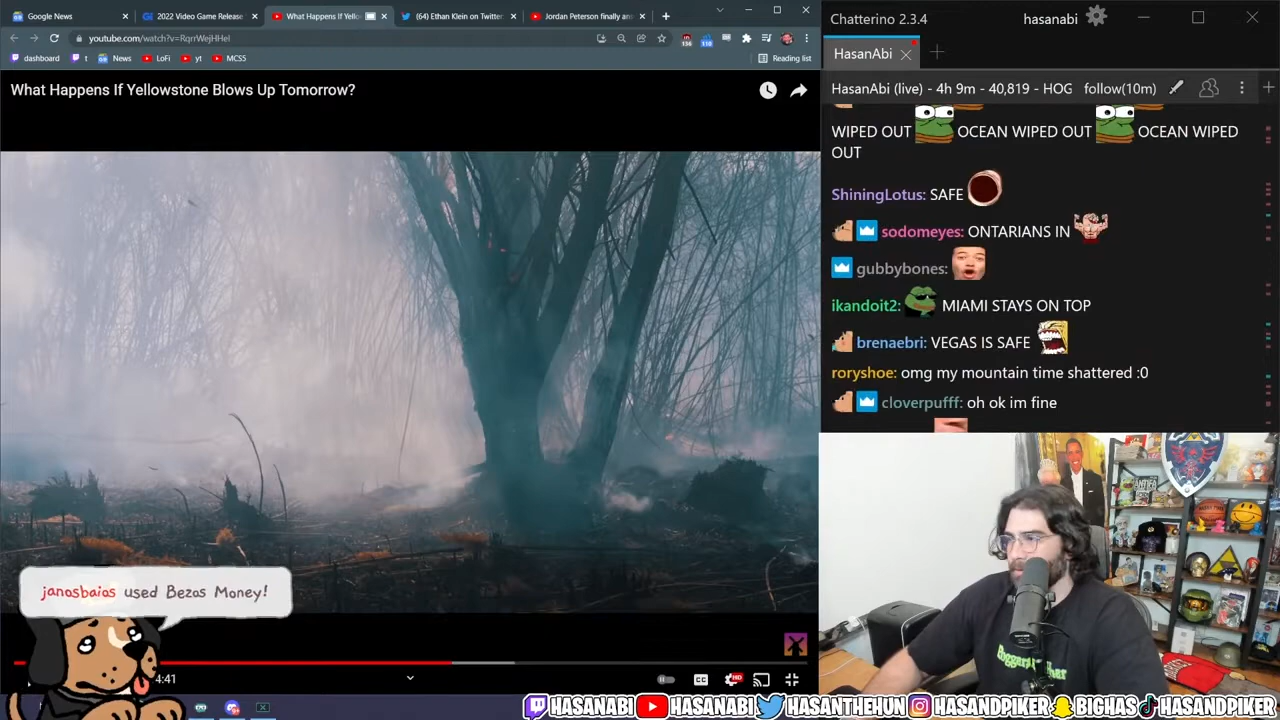 Google News
2022 Video Game Release
What Happens If Yello
(64) Ethan Klein on Twitter
Jordan Peterson finally an
youtube.com/watch?v=RqrrWejHHeI
136
110
dashboard
t
News
LoFi
yt
MCSS
Reading list
What Happens If Yellowstone Blows Up Tomorrow?
janosbaios used Bezos Money!
4:41
CC
HD
Chatterino 2.3.4
hasanabi
HasanAbi
HasanAbi (live) - 4h 9m - 40,819 - HOG
follow(10m)
WIPED OUT OCEAN WIPED OUT OCEAN WIPED
OUT
ShiningLotus: SAFE
sodomeyes: ONTARIANS IN
gubbybones:
ikandoit2: MIAMI STAYS ON TOP
brenaebri: VEGAS IS SAFE
roryshoe: omg my mountain time shattered :0
cloverpufff: oh ok im fine
HASANABI HASANABI HASANTHEHUN HASANDPIKER BIGHAS HASANDPIKER